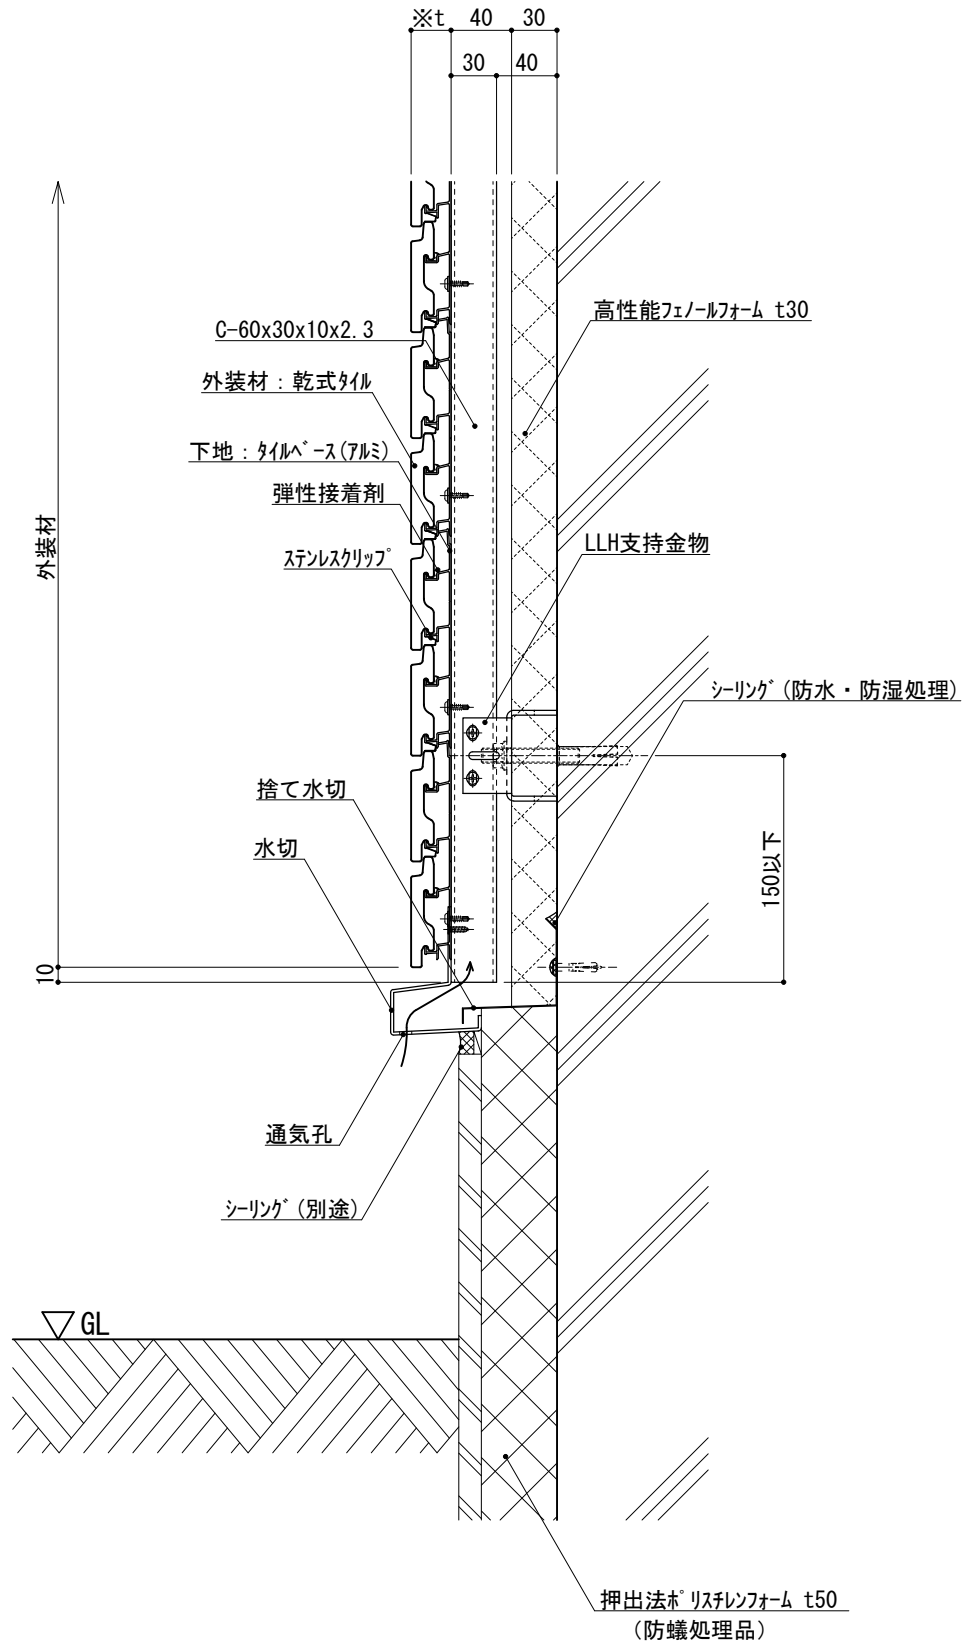 ※t 40 30
30 40
高性能フェノールフォーム t30
C-60x30x10x2.3
外装材：乾式タイル
下地：タイルベース(アルミ)
弾性接着剤
ステンレスクリップ
外装材
LLH支持金物
シーリング(防水・防湿処理)
捨て水切
水切
150以下
10
通気孔
シーリング(別途)
GL
押出法ポリスチレンフォーム t50
(防蟻処理品)